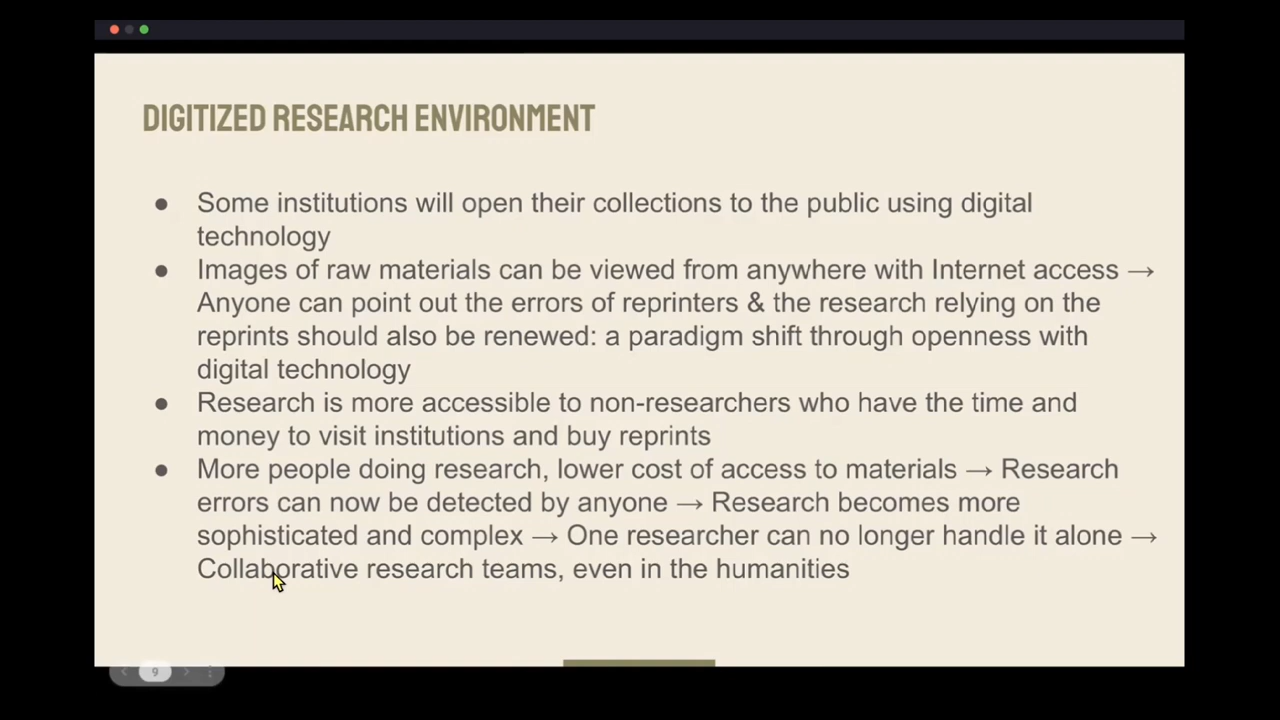 DIGITIZED RESEARCH ENVIRONMENT
● Some institutions will open their collections to the public using digital
technology
● Images of raw materials can be viewed from anywhere with Internet access →
Anyone can point out the errors of reprinters & the research relying on the
reprints should also be renewed: a paradigm shift through openness with
digital technology
● Research is more accessible to non-researchers who have the time and
money to visit institutions and buy reprints
● More people doing research, lower cost of access to materials → Research
errors can now be detected by anyone → Research becomes more
sophisticated and complex → One researcher can no longer handle it alone →
Collaborative research teams, even in the humanities
9